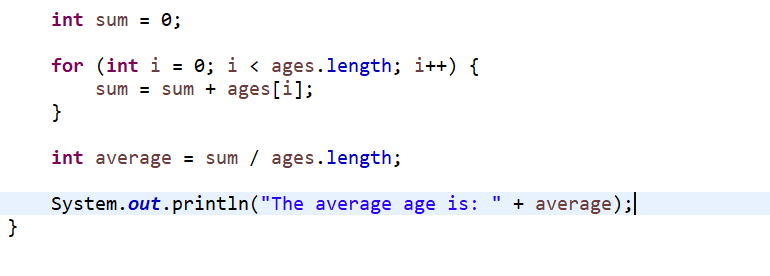 int sum = 0;
for (int i = 0; i < ages.length; i++) {
sum = sum + ages[i];
}
int average = sum / ages.length;
System.out.println("The average age is: " + average);
}